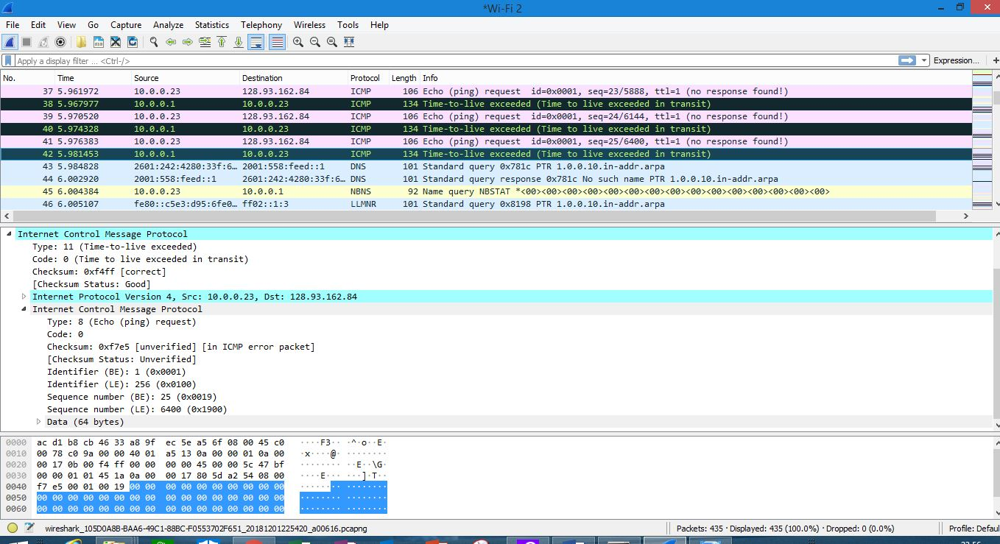 *Wi-Fi 2
File Edit View Go Capture Analyze Statistics Telephony Wireless Tools Help
Apply a display filter ... <Ctrl-/> Expression... +
No. Time Source Destination Protocol Length Info
37 5.961972 10.0.0.23 128.93.162.84 ICMP 106 Echo (ping) request id=0x0001, seq=23/5888, ttl=1 (no response found!)
38 5.967977 10.0.0.1 10.0.0.23 ICMP 134 Time-to-live exceeded (Time to live exceeded in transit)
39 5.970520 10.0.0.23 128.93.162.84 ICMP 106 Echo (ping) request id=0x0001, seq=24/6144, ttl=1 (no response found!)
40 5.974328 10.0.0.1 10.0.0.23 ICMP 134 Time-to-live exceeded (Time to live exceeded in transit)
41 5.976383 10.0.0.23 128.93.162.84 ICMP 106 Echo (ping) request id=0x0001, seq=25/6400, ttl=1 (no response found!)
42 5.981453 10.0.0.1 10.0.0.23 ICMP 134 Time-to-live exceeded (Time to live exceeded in transit)
43 5.984828 2601:242:4280:33f:6… 2001:558:feed::1 DNS 101 Standard query 0x781c PTR 1.0.0.10.in-addr.arpa
44 6.002920 2001:558:feed::1 2601:242:4280:33f:6… DNS 101 Standard query response 0x781c No such name PTR 1.0.0.10.in-addr.arpa
45 6.004384 10.0.0.23 10.0.0.1 NBNS 92 Name query NBSTAT *<00><00><00><00><00><00><00><00><00><00><00><00><00><00><00>
46 6.005107 fe80::c5e3:d95:6fe0… ff02::1:3 LLMNR 101 Standard query 0x8198 PTR 1.0.0.10.in-addr.arpa
Internet Control Message Protocol
Type: 11 (Time-to-live exceeded)
Code: 0 (Time to live exceeded in transit)
Checksum: 0xf4ff [correct]
[Checksum Status: Good]
Internet Protocol Version 4, Src: 10.0.0.23, Dst: 128.93.162.84
Internet Control Message Protocol
Type: 8 (Echo (ping) request)
Code: 0
Checksum: 0xf7e5 [unverified] [in ICMP error packet]
[Checksum Status: Unverified]
Identifier (BE): 1 (0x0001)
Identifier (LE): 256 (0x0100)
Sequence number (BE): 25 (0x0019)
Sequence number (LE): 6400 (0x1900)
Data (64 bytes)
0000 ac d1 b8 cb 46 33 a8 9f ec 5e a5 6f 08 00 45 c0 ····F3·· ·^·o··E·
0010 00 78 c0 9a 00 00 40 01 a5 13 0a 00 00 01 0a 00 ·x····@· ········
0020 00 17 0b 00 f4 ff 00 00 00 00 45 00 00 5c 47 bf ········ ··E··\G·
0030 00 00 01 01 45 1a 0a 00 00 17 80 5d a2 54 08 00 ····E··· ···]·T··
0040 f7 e5 00 01 00 19 00 00 00 00 00 00 00 00 00 00 ········ ········
0050 00 00 00 00 00 00 00 00 00 00 00 00 00 00 00 00 ········ ········
0060 00 00 00 00 00 00 00 00 00 00 00 00 00 00 00 00 ········ ········
wireshark_105D0A8B-BAA6-49C1-88BC-F0553702F651_20181201225420_a00616.pcapng Packets: 435 · Displayed: 435 (100.0%) · Dropped: 0 (0.0%) Profile: Defaul